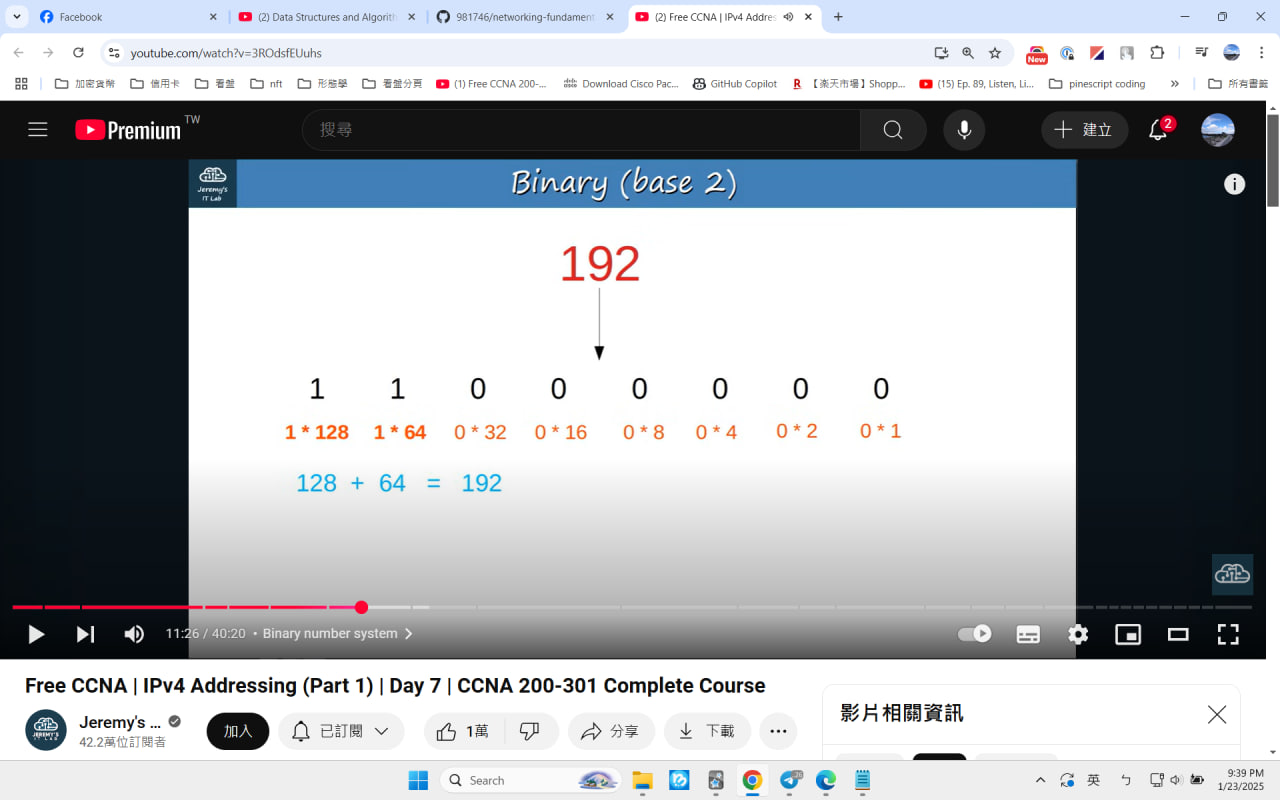 Facebook
(2) Data Structures and Algorith
981746/networking-fundament
(2) Free CCNA | IPv4 Addres
youtube.com/watch?v=3ROdsfEUuhs
New
加密貨幣
信用卡
看盤
nft
形態學
看盤分頁
(1) Free CCNA 200-...
Download Cisco Pac...
GitHub Copilot
R 【楽天市場】Shopp...
(15) Ep. 89, Listen, Li...
pinescript coding
»
所有書籤
Premium TW
搜尋
建立
2
Jeremy's
IT Lab
Binary (base 2)
192
1 1 0 0 0 0 0 0
1 * 128 1 * 64 0 * 32 0 * 16 0 * 8 0 * 4 0 * 2 0 * 1
128 + 64 = 192
11:26 / 40:20 • Binary number system
Free CCNA | IPv4 Addressing (Part 1) | Day 7 | CCNA 200-301 Complete Course
JEREMY'S
IT LAB
Jeremy's ...
42.2萬位訂閱者
加入
已訂閱
1萬
分享
下載
影片相關資訊
Search
英
ㄅ
9:39 PM
1/23/2025